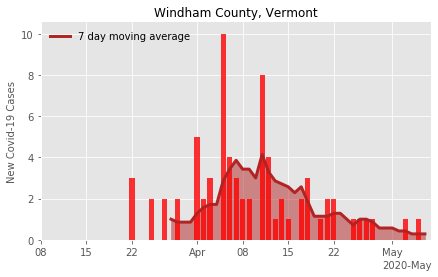 Windham County, Vermont
10
8
6
4
2
0
New Covid-19 Cases
7 day moving average
08 15 22 Apr 08 15 22 May
2020-May